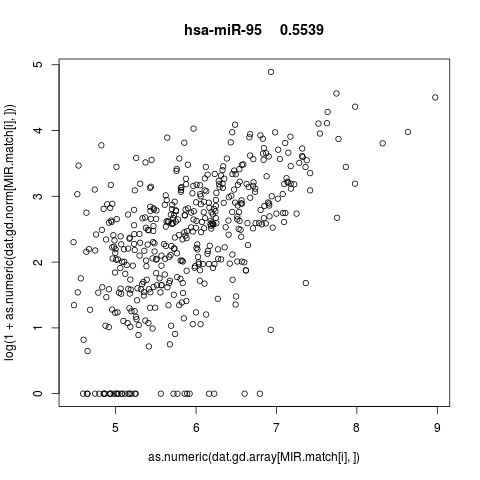 hsa-miR-95 0.5539
log(1 + as.numeric(dat.gd.norm[MIR.match[i], ]))
5
4
3
2
1
0
5 6 7 8 9
as.numeric(dat.gd.array[MIR.match[i], ])